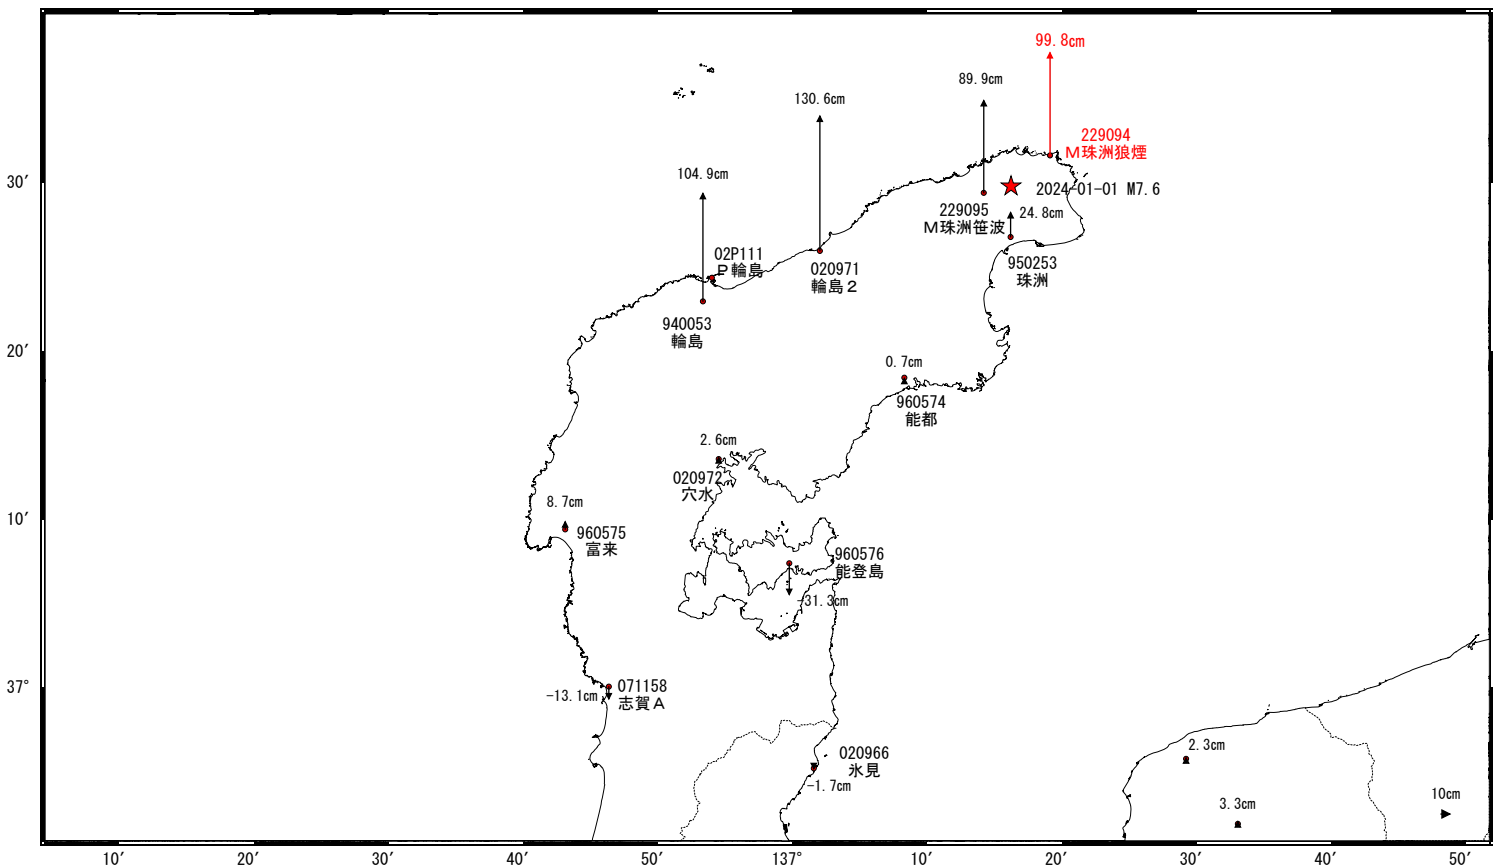 99.8cm
89.9cm
130.6cm
229094
M珠洲狼煙
104.9cm
30′
2024-01-01 M7.6
229095
M珠洲笹波
24.8cm
02P111
P輪島
020971
輪島2
950253
珠洲
940053
輪島
20′
0.7cm
960574
能都
2.6cm
020972
穴水
8.7cm
10′
960575
富来
960576
能登島
-31.3cm
37°
-13.1cm
071158
志賀A
020966
氷見
-1.7cm
2.3cm
3.3cm
10cm
10′ 20′ 30′ 40′ 50′ 137° 10′ 20′ 30′ 40′ 50′